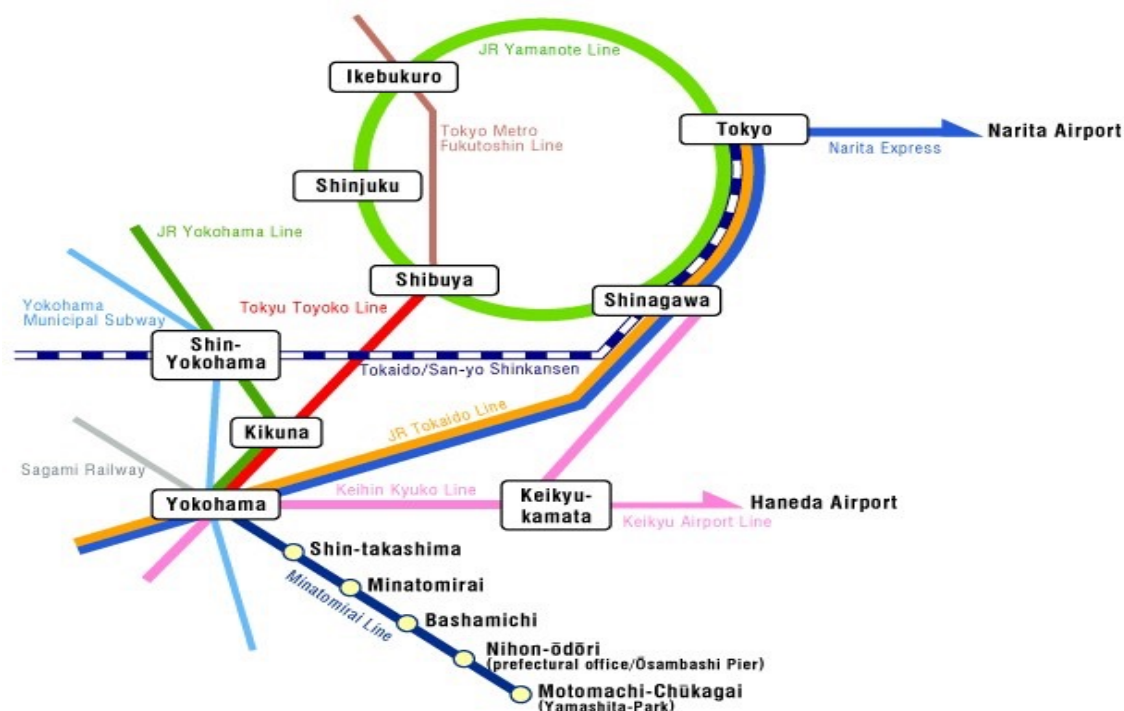 JR Yamanote Line
Ikebukuro
Tokyo Metro
Fukutoshin Line
Tokyo
Narita Express
Narita Airport
Shinjuku
JR Yokohama Line
Shibuya
Shinagawa
Yokohama
Municipal Subway
Tokyu Toyoko Line
Shin-
Yokohama
Tokaido/San-yo Shinkansen
Kikuna
JR Tokaido Line
Sagami Railway
Yokohama
Keihin Kyuko Line
Keikyu-
kamata
Keikyu Airport Line
Haneda Airport
Shin-takashima
Minatomirai
Minatomirai Line
Bashamichi
Nihon-ōdōri
(prefectural office/Ōsambashi Pier)
Motomachi-Chūkagai
(Yamashita-Park)